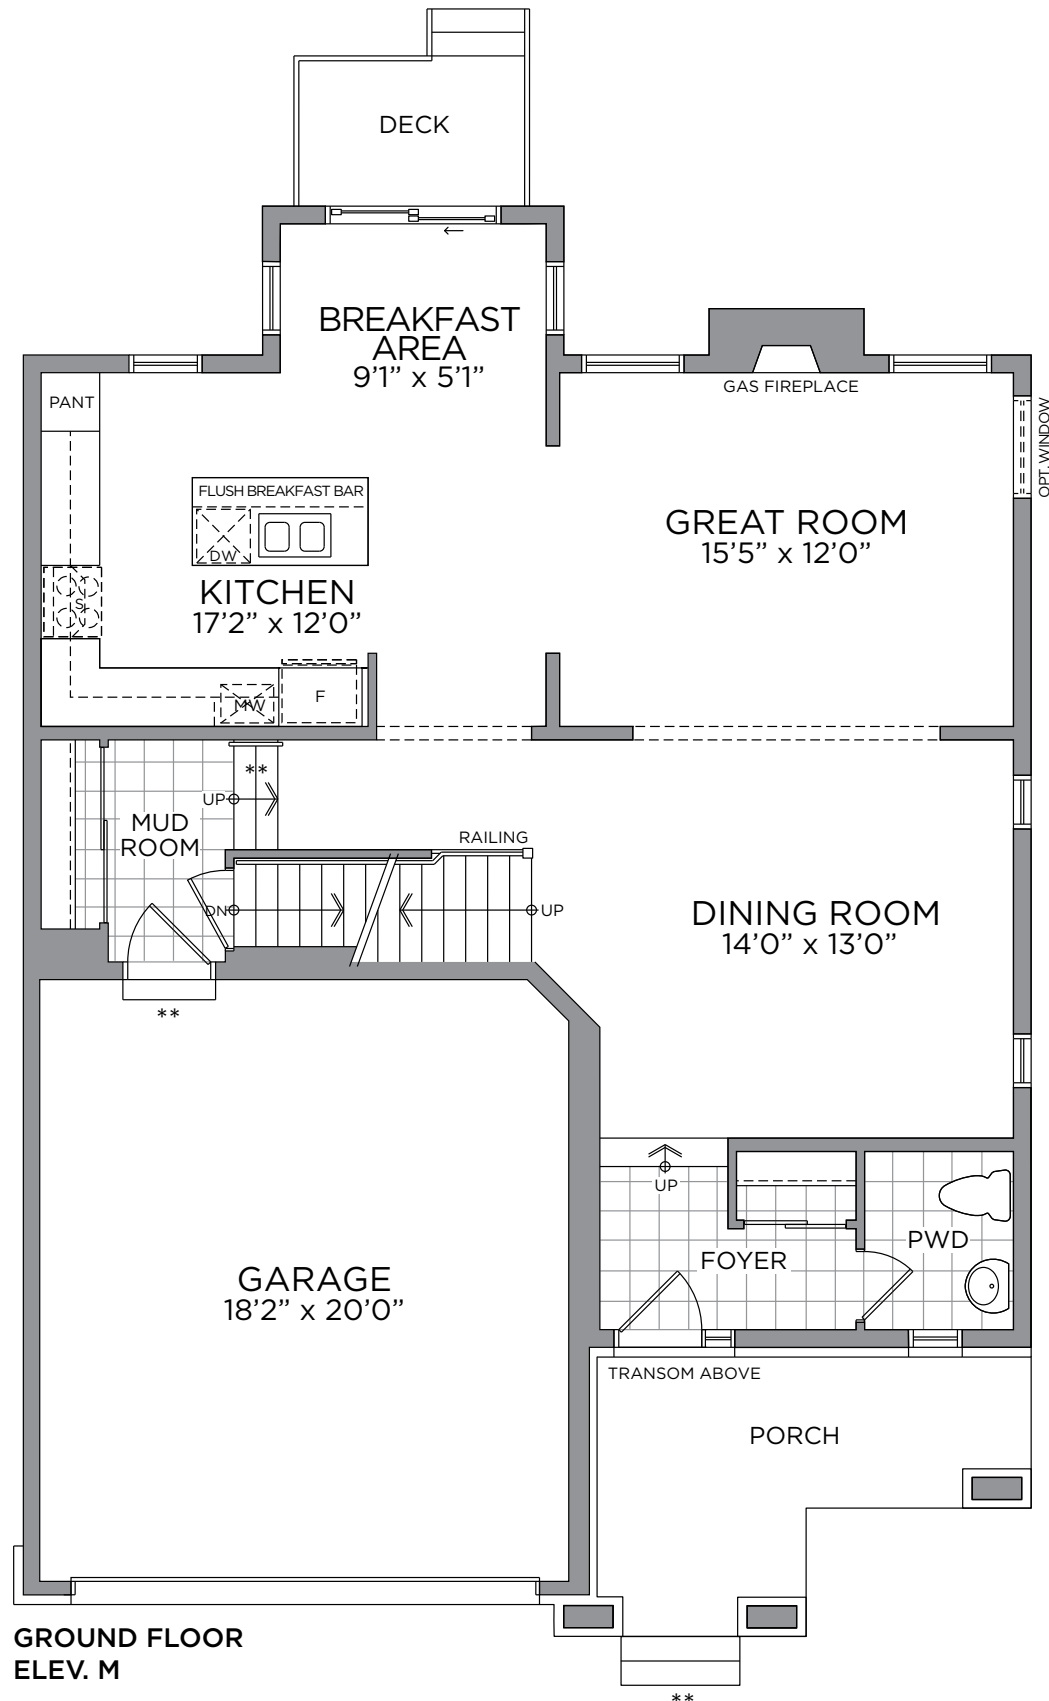 DECK
←
BREAKFAST
AREA
9'1” x 5'1”
GAS FIREPLACE
PANT
OPT. WINDOW
FLUSH BREAKFAST BAR
DW
GREAT ROOM
15'5” x 12'0”
S
KITCHEN
17'2” x 12'0”
MW
F
**
UP
MUD
ROOM
RAILING
DN
UP
DINING ROOM
14'0” x 13'0”
**
UP
FOYER
PWD
GARAGE
18'2” x 20'0”
TRANSOM ABOVE
PORCH
GROUND FLOOR
ELEV. M
**